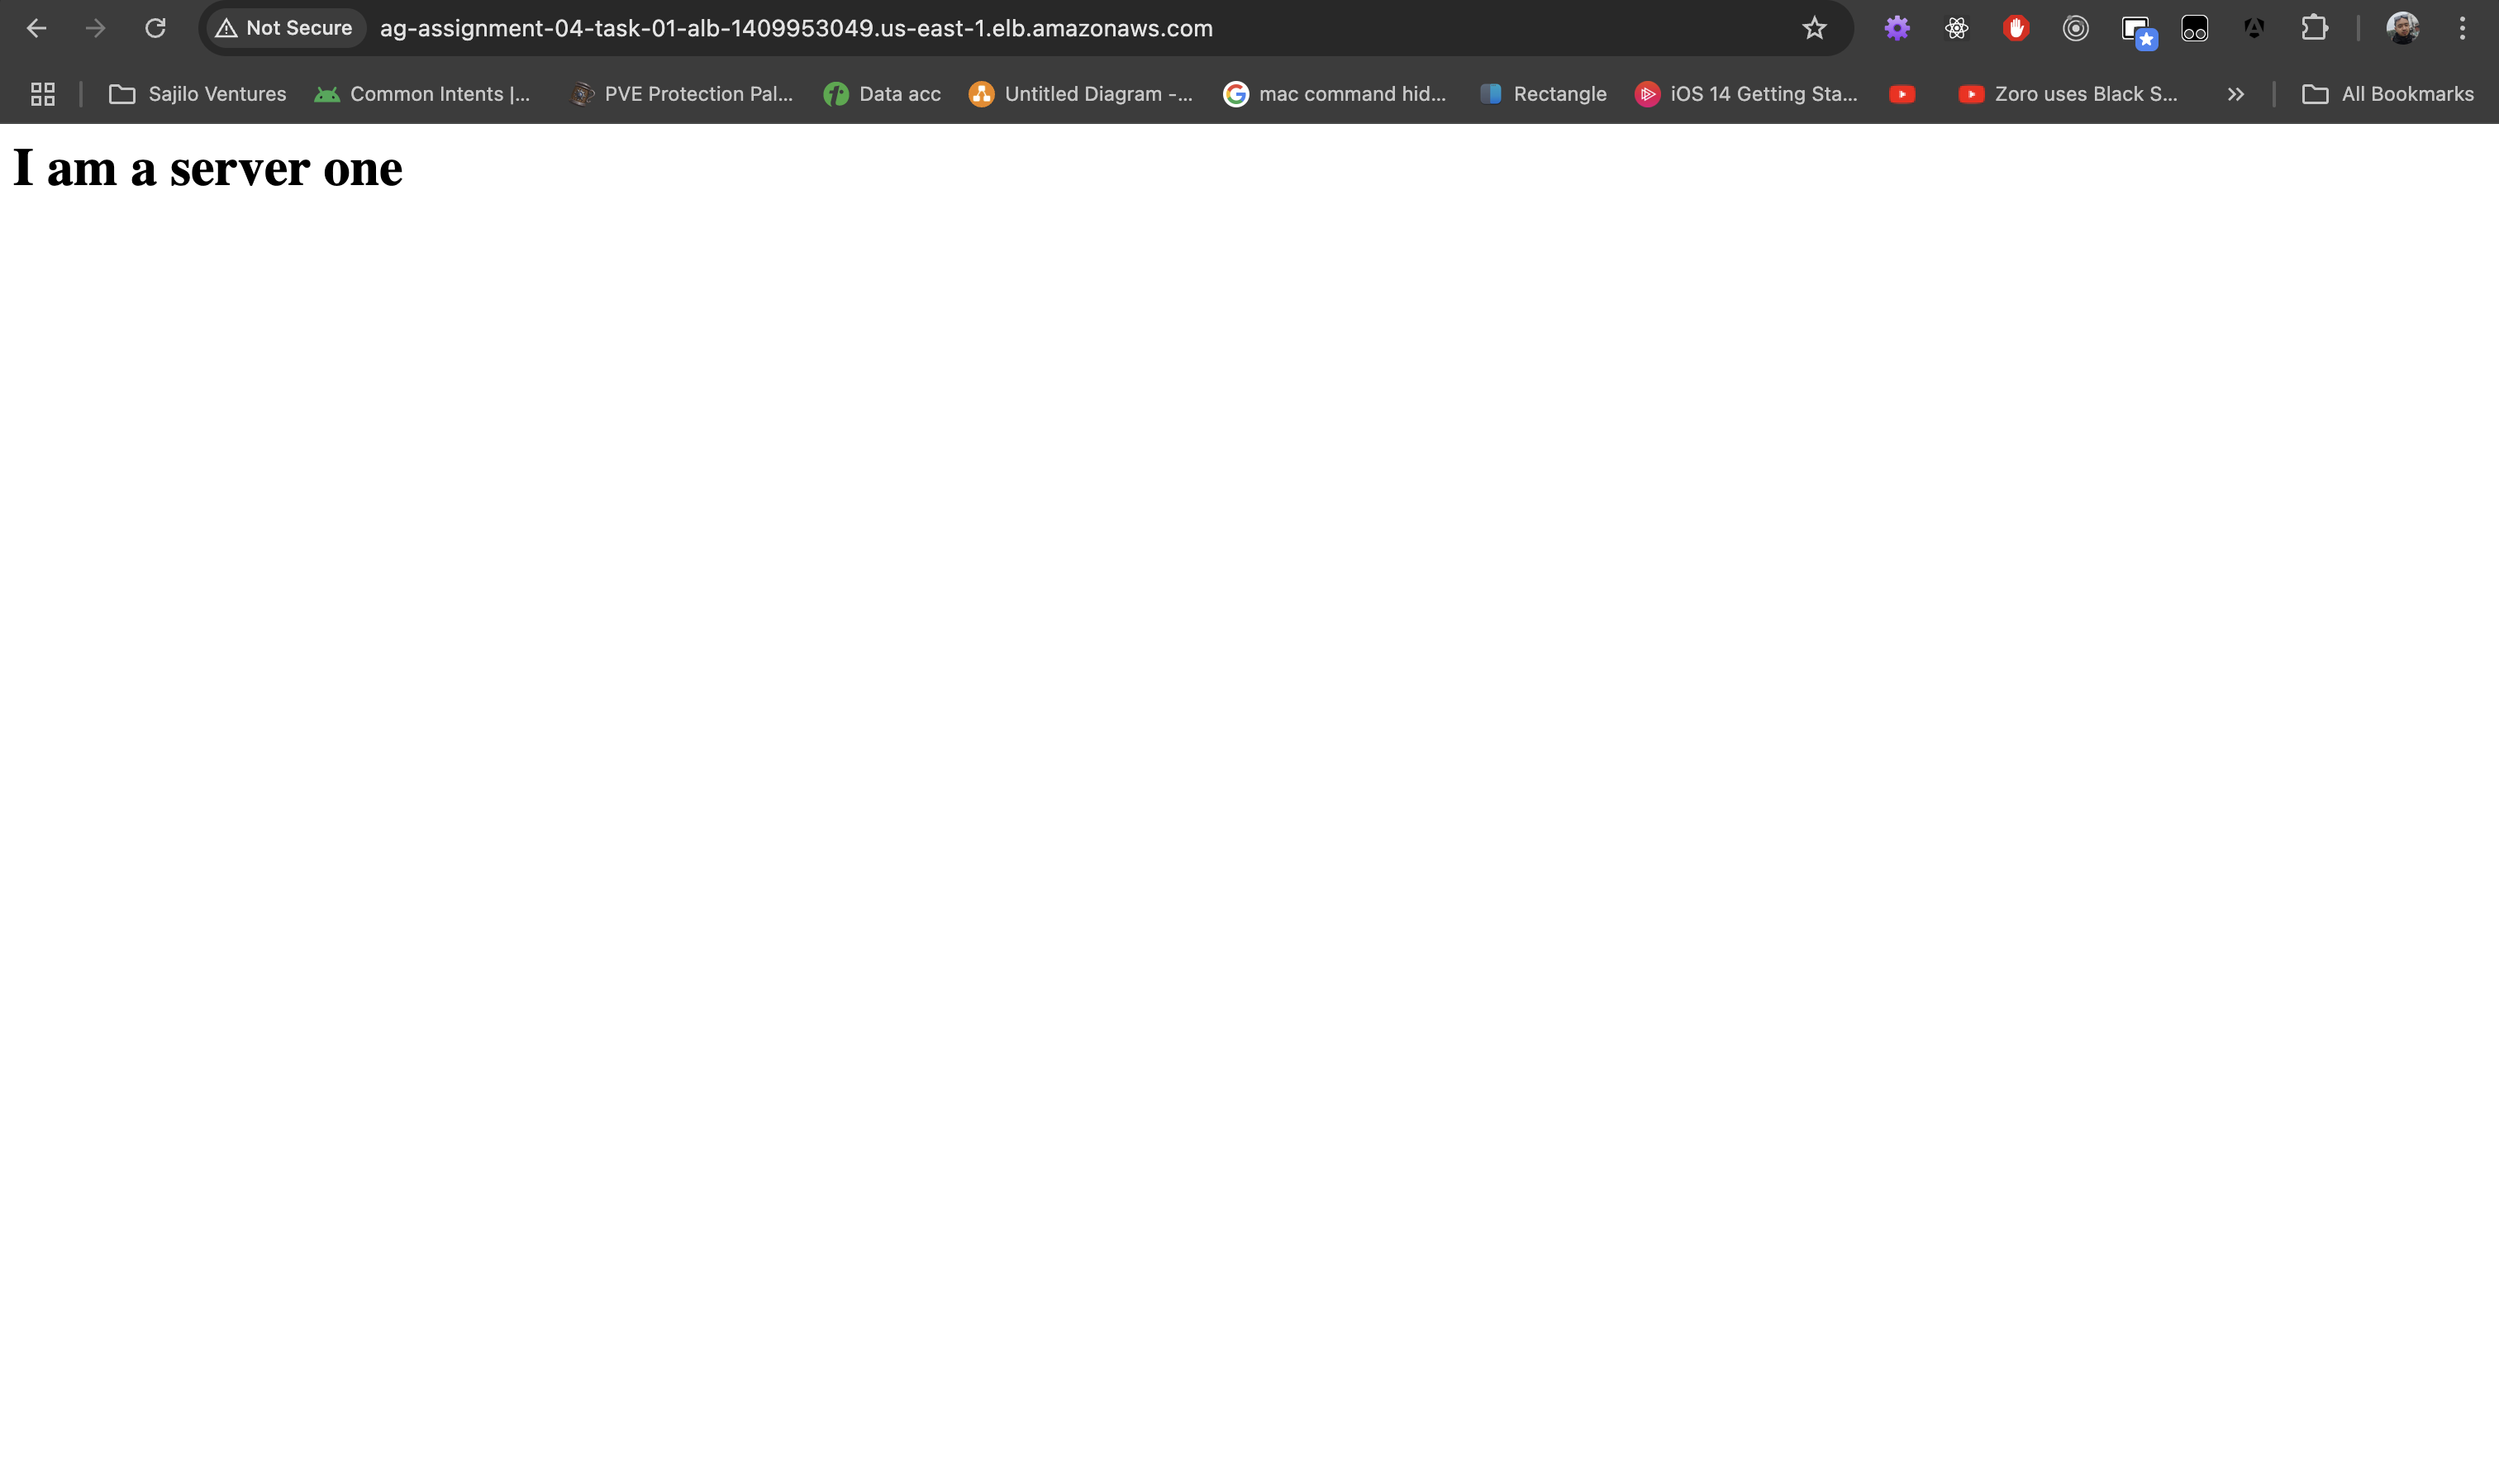 Not Secure ag-assignment-04-task-01-alb-1409953049.us-east-1.elb.amazonaws.com
Sajilo Ventures Common Intents |... PVE Protection Pal... Data acc Untitled Diagram -... mac command hid... Rectangle iOS 14 Getting Sta... Zoro uses Black S... All Bookmarks
I am a server one